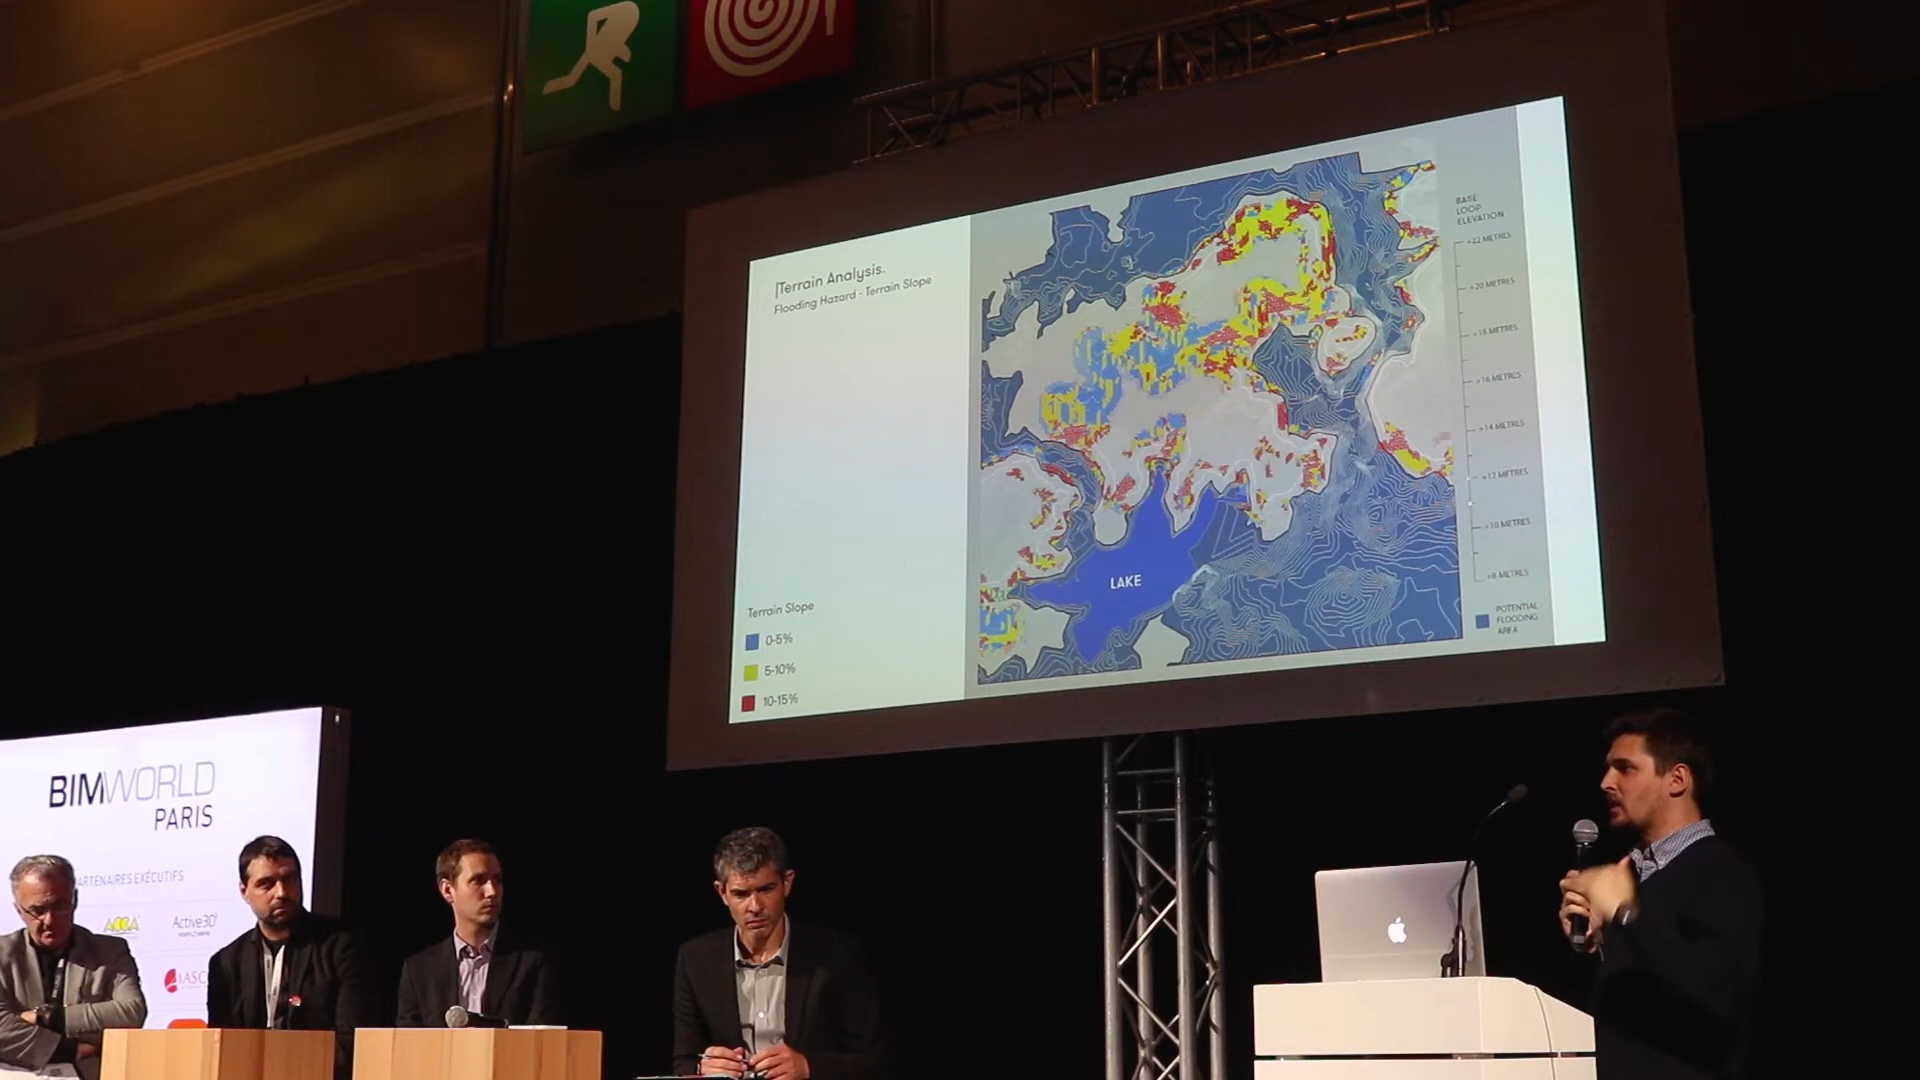 Terrain Analysis.
Flooding Hazard - Terrain Slope
Terrain Slope
0-5%
5-10%
10-15%
LAKE
BASE
LOOP
ELEVATION
+22 METRES
+20 METRES
+18 METRES
+16 METRES
+14 METRES
+12 METRES
+10 METRES
+8 METRES
POTENTIAL
FLOODING
AREA
BIMWORLD
PARIS
ARTENAIRES EXÉCUTIFS
ACCA
Active3D